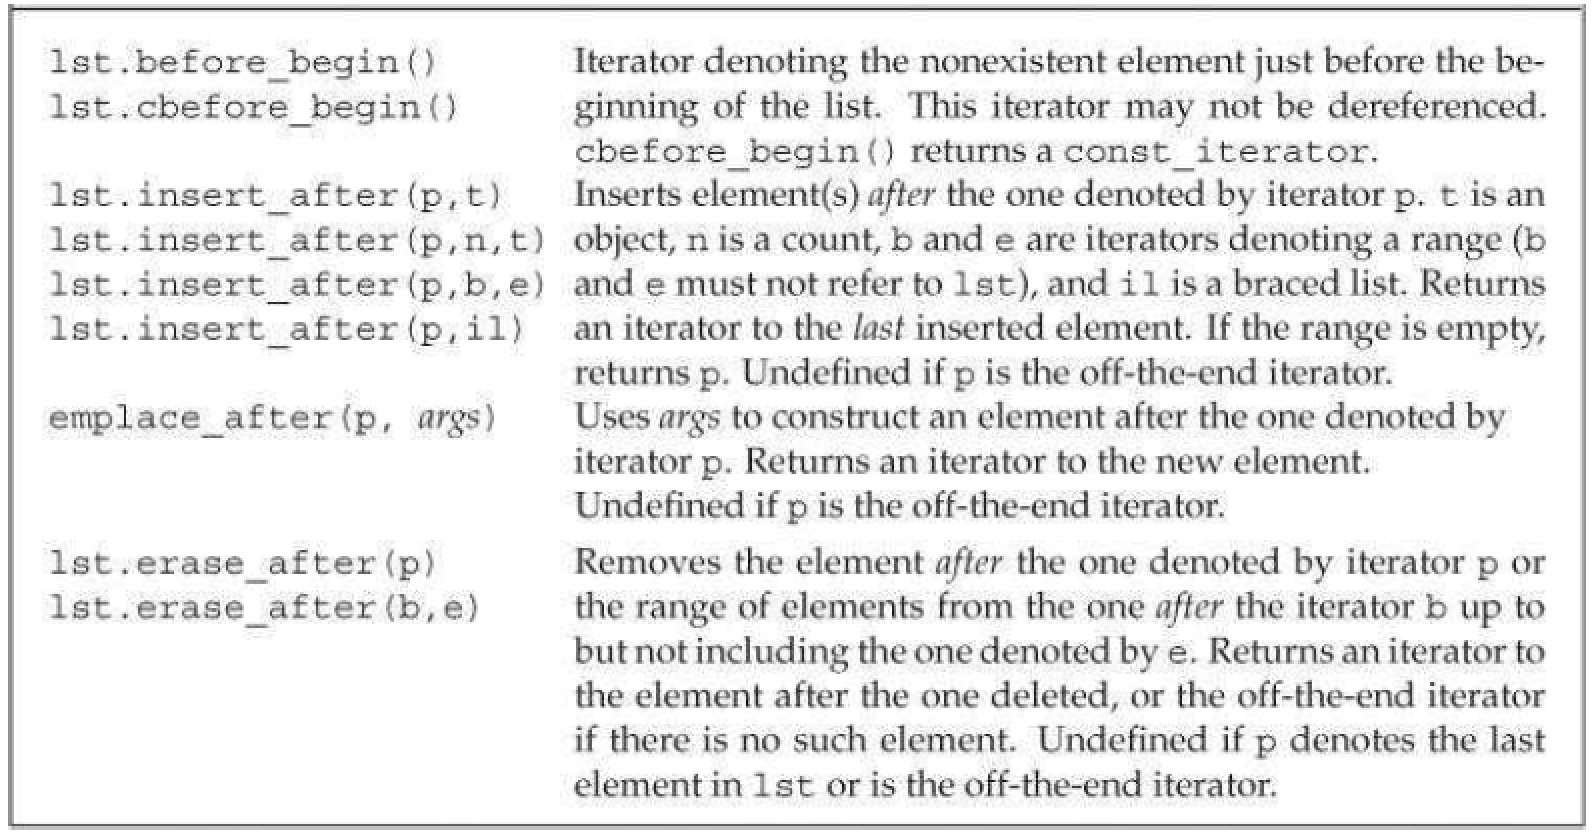 lst.before_begin() Iterator denoting the nonexistent element just before the be-
lst.cbefore_begin() ginning of the list. This iterator may not be dereferenced.
cbefore_begin() returns a const_iterator.
lst.insert_after(p,t) Inserts element(s) after the one denoted by iterator p. t is an
lst.insert_after(p,n,t) object, n is a count, b and e are iterators denoting a range (b
lst.insert_after(p,b,e) and e must not refer to lst), and il is a braced list. Returns
lst.insert_after(p,il) an iterator to the last inserted element. If the range is empty,
returns p. Undefined if p is the off-the-end iterator.
emplace_after(p, args) Uses args to construct an element after the one denoted by
iterator p. Returns an iterator to the new element.
Undefined if p is the off-the-end iterator.
lst.erase_after(p) Removes the element after the one denoted by iterator p or
lst.erase_after(b,e) the range of elements from the one after the iterator b up to
but not including the one denoted by e. Returns an iterator to
the element after the one deleted, or the off-the-end iterator
if there is no such element. Undefined if p denotes the last
element in lst or is the off-the-end iterator.